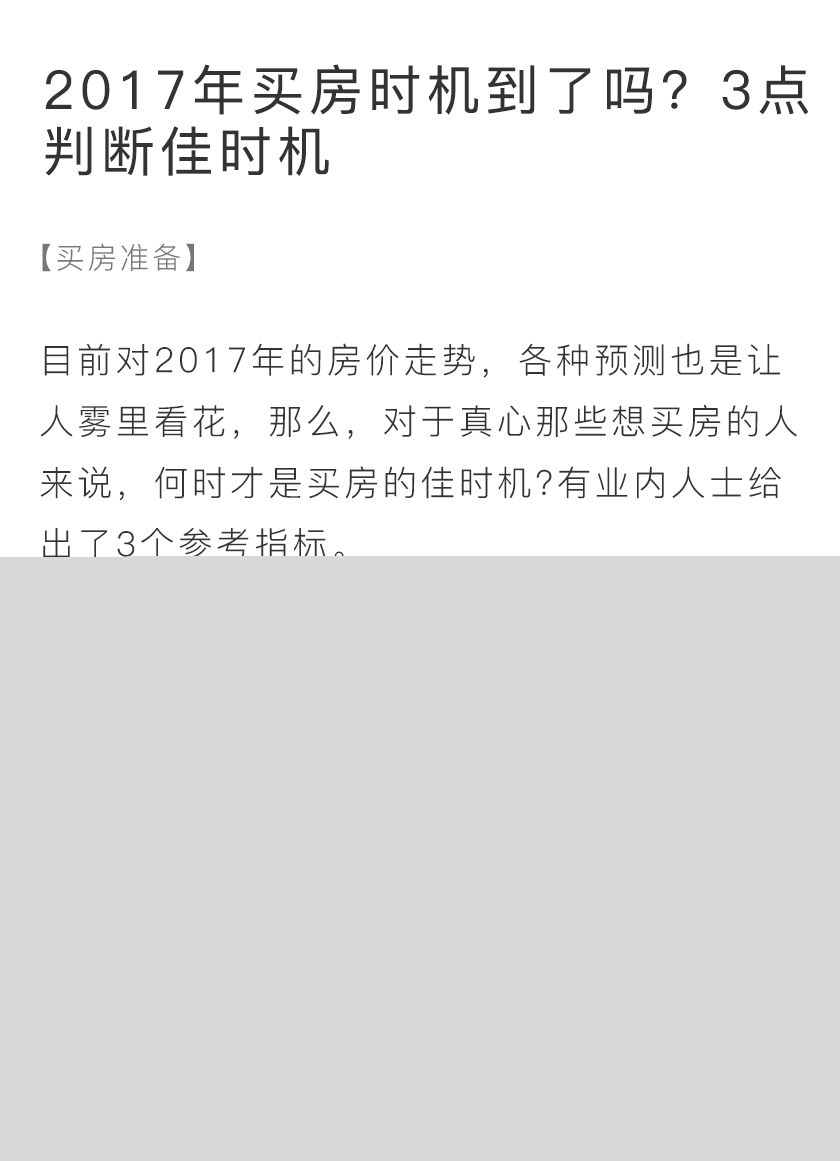 2017年买房时机到了吗？3点
判断佳时机
【买房准备】
目前对2017年的房价走势，各种预测也是让
人雾里看花，那么，对于真心那些想买房的人
来说，何时才是买房的佳时机?有业内人士给
出了3个参考指标。